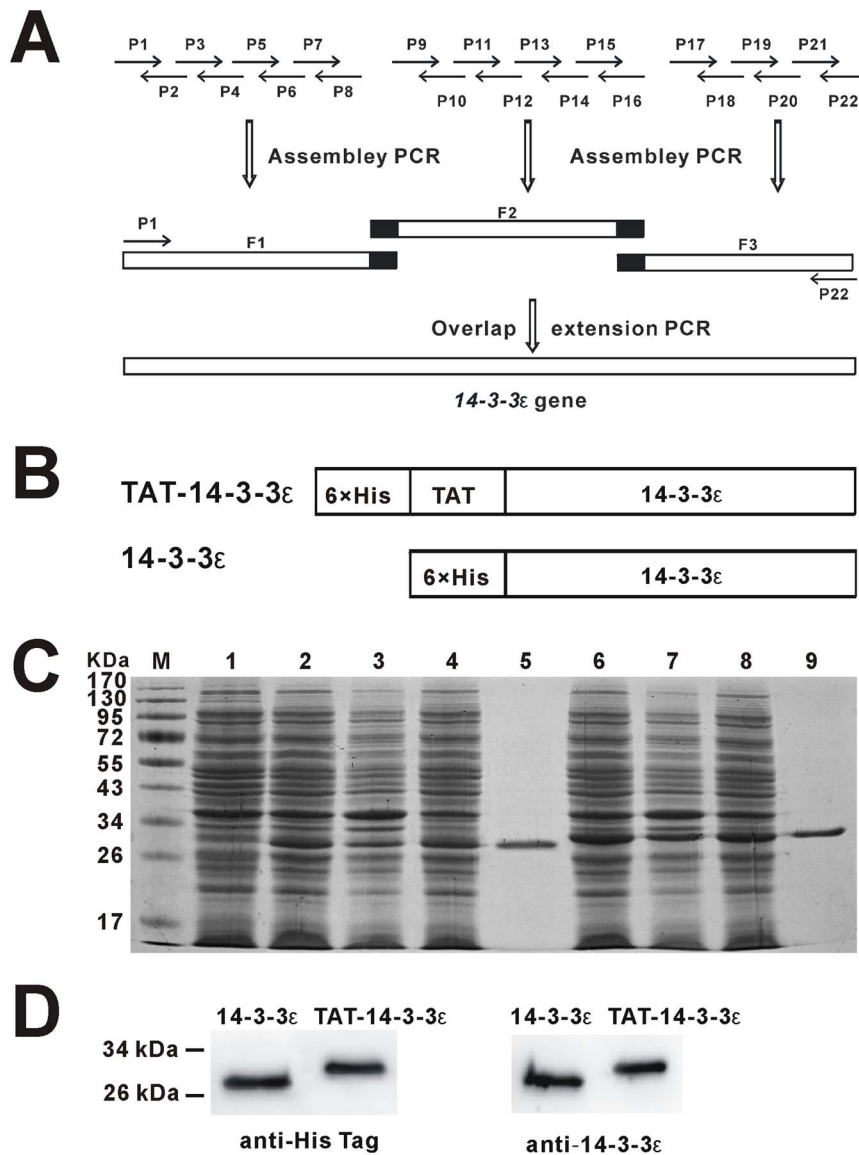 A
P1 P3 P5 P7 P9 P11 P13 P15 P17 P19 P21
P2 P4 P6 P8 P10 P12 P14 P16 P18 P20 P22
Assembley PCR Assembley PCR
P1 F1 F2 F3
P22
Overlap extension PCR
14-3-3ε gene
B
TAT-14-3-3ε 6×His TAT 14-3-3ε
14-3-3ε 6×His 14-3-3ε
C
KDa M 1 2 3 4 5 6 7 8 9
170
130
95
72
55
43
34
26
17
D
14-3-3ε TAT-14-3-3ε 14-3-3ε TAT-14-3-3ε
34 kDa
26 kDa
anti-His Tag anti-14-3-3ε